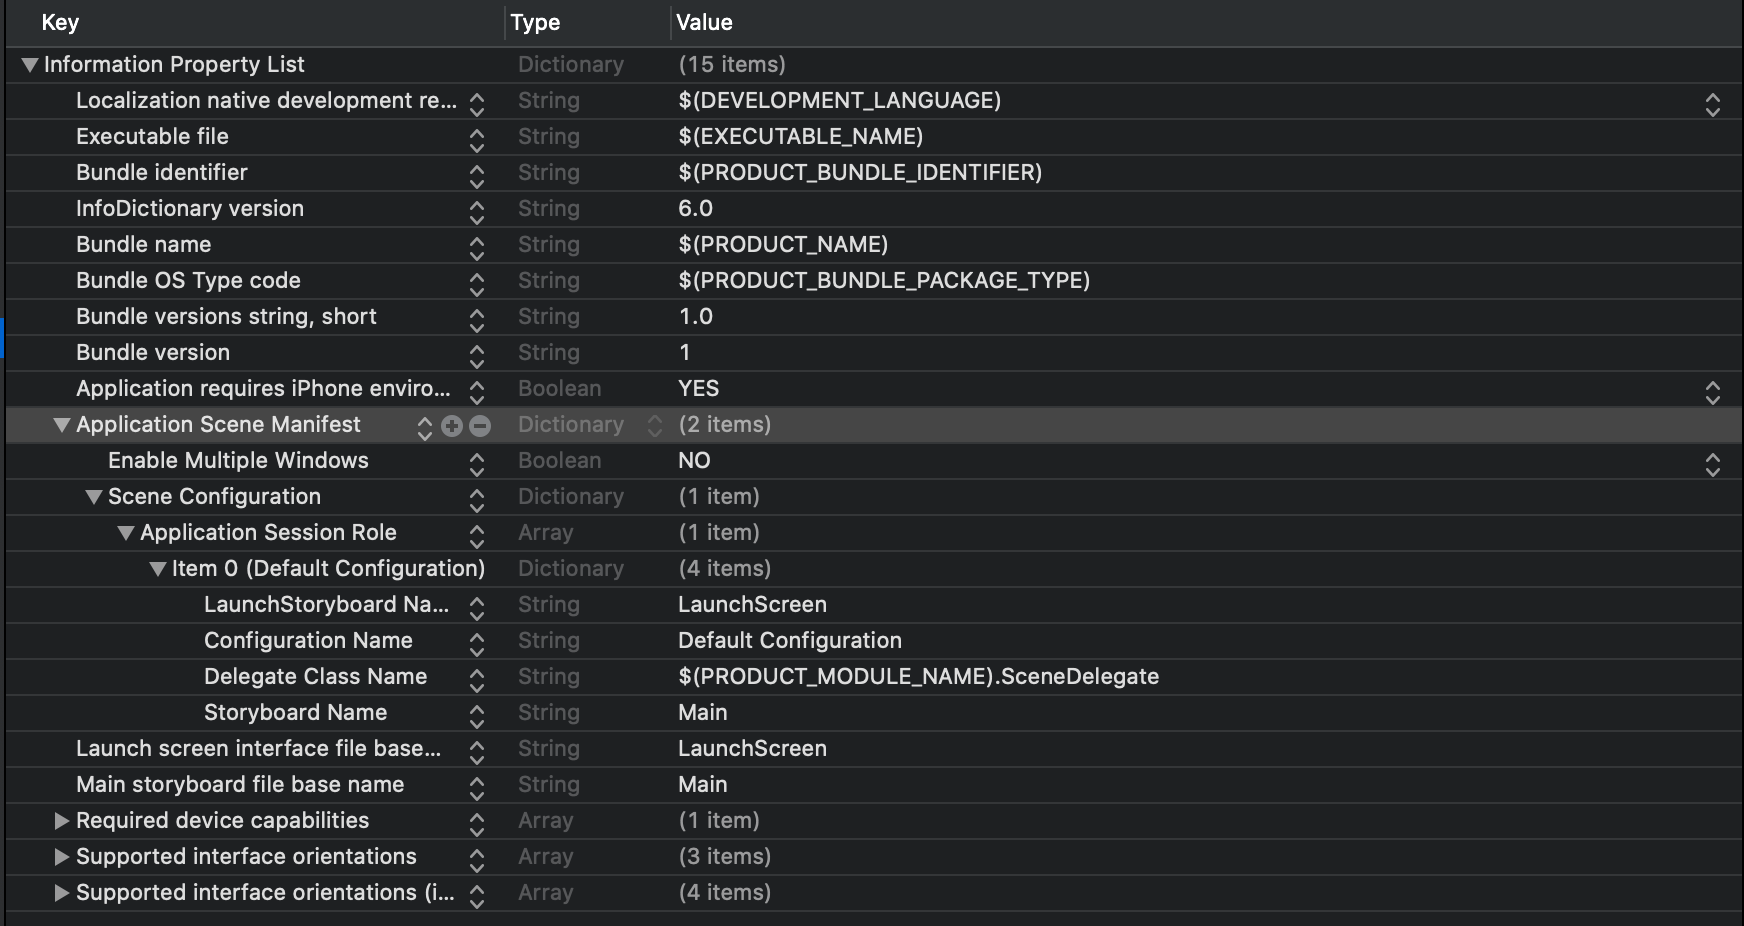 Key Type Value
Information Property List Dictionary (15 items)
Localization native development re... String $(DEVELOPMENT_LANGUAGE)
Executable file String $(EXECUTABLE_NAME)
Bundle identifier String $(PRODUCT_BUNDLE_IDENTIFIER)
InfoDictionary version String 6.0
Bundle name String $(PRODUCT_NAME)
Bundle OS Type code String $(PRODUCT_BUNDLE_PACKAGE_TYPE)
Bundle versions string, short String 1.0
Bundle version String 1
Application requires iPhone enviro... Boolean YES
Application Scene Manifest Dictionary (2 items)
Enable Multiple Windows Boolean NO
Scene Configuration Dictionary (1 item)
Application Session Role Array (1 item)
Item 0 (Default Configuration) Dictionary (4 items)
LaunchStoryboard Na... String LaunchScreen
Configuration Name String Default Configuration
Delegate Class Name String $(PRODUCT_MODULE_NAME).SceneDelegate
Storyboard Name String Main
Launch screen interface file base... String LaunchScreen
Main storyboard file base name String Main
Required device capabilities Array (1 item)
Supported interface orientations Array (3 items)
Supported interface orientations (i... Array (4 items)